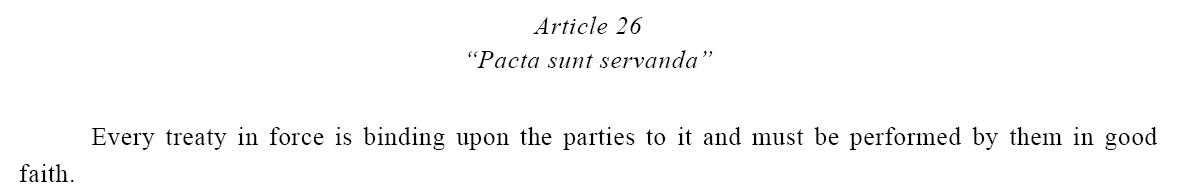 Article 26
“Pacta sunt servanda”
Every treaty in force is binding upon the parties to it and must be performed by them in good
faith.